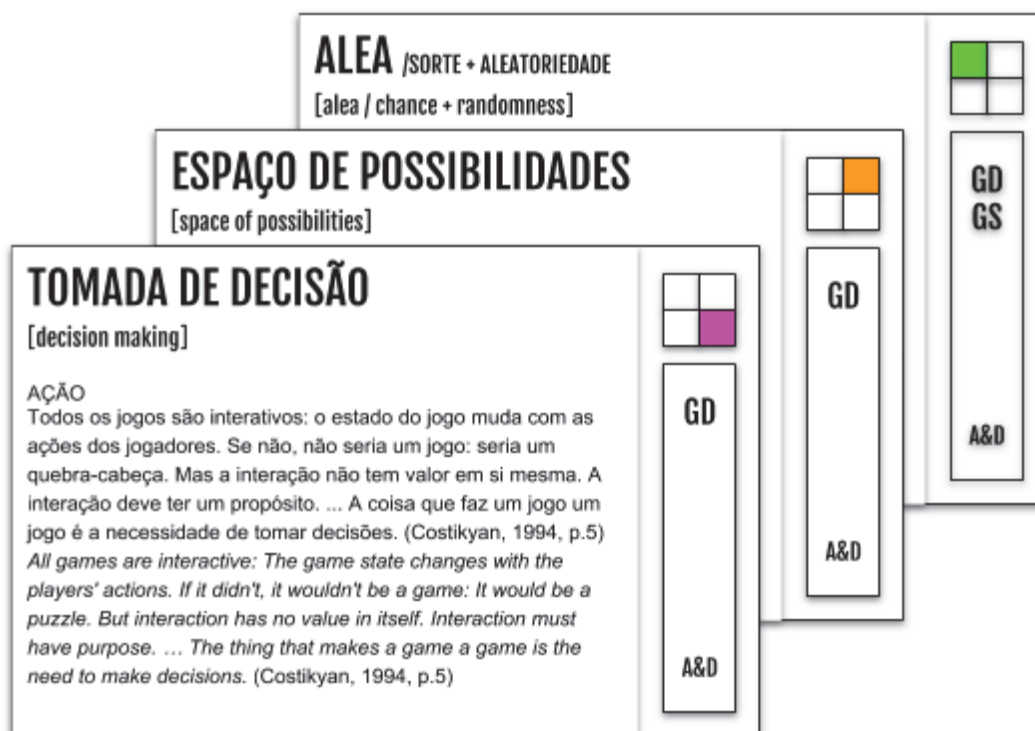 ALEA /SORTE + ALEATORIEDADE
[alea / chance + randomness]
GD
GS
A&D
ESPAÇO DE POSSIBILIDADES
[space of possibilities]
GD
A&D
TOMADA DE DECISÃO
[decision making]
AÇÃO
Todos os jogos são interativos: o estado do jogo muda com as
ações dos jogadores. Se não, não seria um jogo: seria um
quebra-cabeça. Mas a interação não tem valor em si mesma. A
interação deve ter um propósito. ... A coisa que faz um jogo um
jogo é a necessidade de tomar decisões. (Costikyan, 1994, p.5)
All games are interactive: The game state changes with the
players' actions. If it didn't, it wouldn't be a game: It would be a
puzzle. But interaction has no value in itself. Interaction must
have purpose. ... The thing that makes a game a game is the
need to make decisions. (Costikyan, 1994, p.5)
GD
A&D